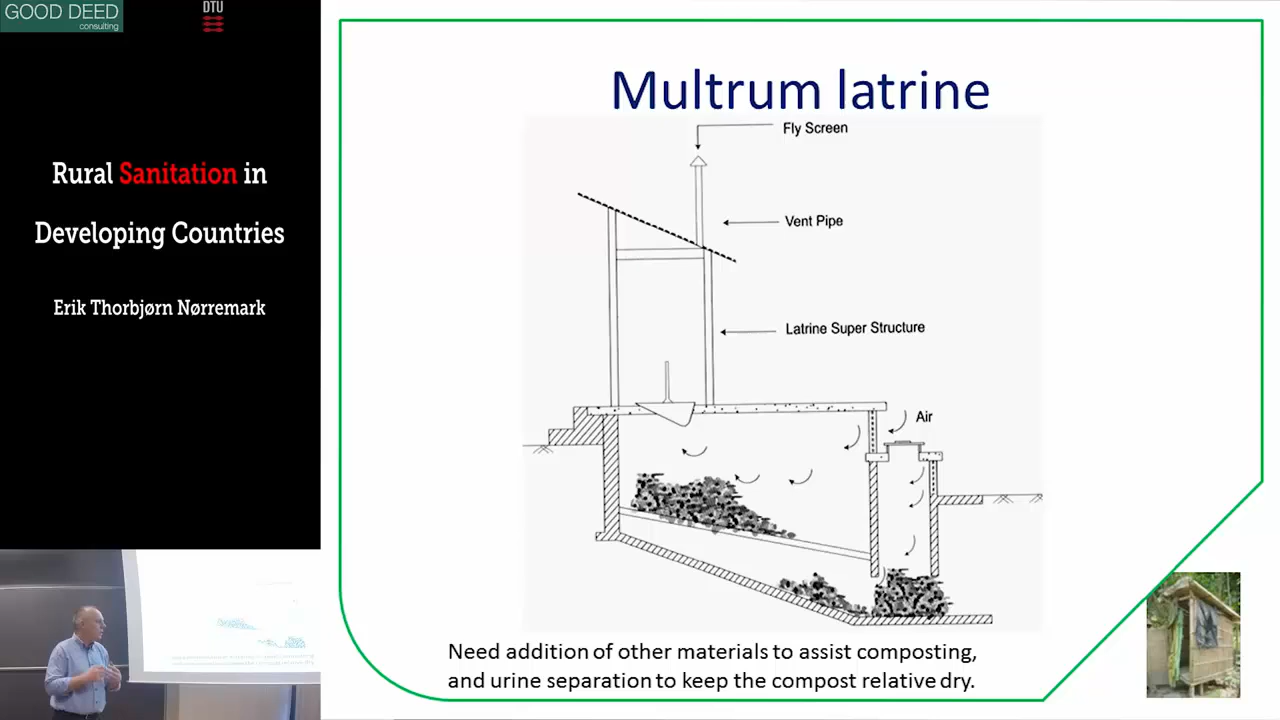 GOOD DEED
consulting
DTU
Rural Sanitation in
Developing Countries
Erik Thorbjørn Nørremark
Multrum latrine
Fly Screen
Vent Pipe
Latrine Super Structure
Air
Need addition of other materials to assist composting,
and urine separation to keep the compost relative dry.